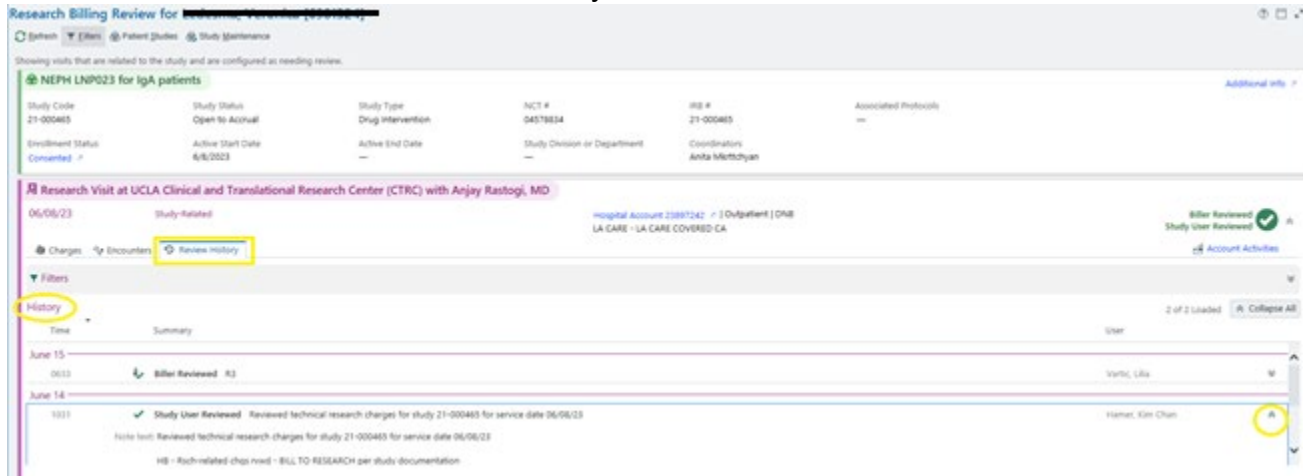 Research Billing Review for
Refresh Filters Patient Studies Study Maintenance
Showing visits that are related to the study and are configured as needing review.
NEPH LNP023 for IgA patients
Additional info
Study Code Study Status Study Type NCT # IRB # Associated Protocols
21-000465 Open to Accrual Drug Intervention 04578834 21-000465 —
Enrollment Status Active Start Date Active End Date Study Division or Department Coordinators
Consented 6/8/2023 — — Anita
Research Visit at UCLA Clinical and Translational Research Center (CTRC) with Anjay Rastogi, MD
06/08/23 Study-Related Hospital Account 23897242 | Outpatient | DNB Biller Reviewed
LA CARE - LA CARE COVERED CA Study User Reviewed
Charges Encounters Review History Account Activities
Filters
History 2 of 2 Loaded Collapse All
Time Summary User
June 15
0633 Biller Reviewed R3 Vartic, Lilia
June 14
1031 Study User Reviewed Reviewed technical research charges for study 21-000465 for service date 06/08/23 Hamer, Kim Chan
Note text: Reviewed technical research charges for study 21-000465 for service date 06/08/23
HB - Rsch-related chgs rvwd - BILL TO RESEARCH per study documentation